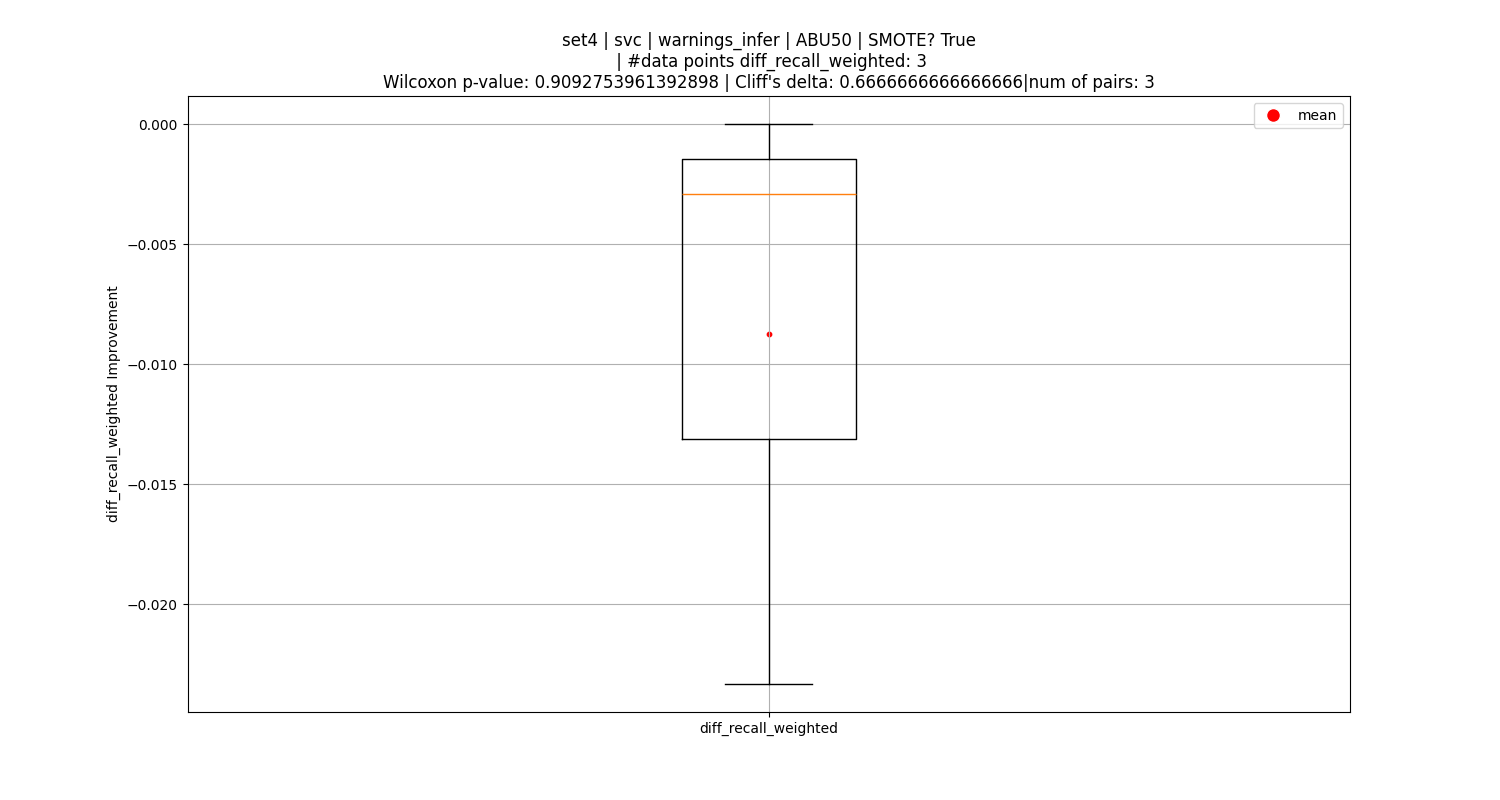 set4 | svc | warnings_infer | ABU50 | SMOTE? True
| #data points diff_recall_weighted: 3
Wilcoxon p-value: 0.9092753961392898 | Cliff's delta: 0.6666666666666666|num of pairs: 3
mean
0.000
−0.005
−0.010
−0.015
−0.020
diff_recall_weighted Improvement
diff_recall_weighted